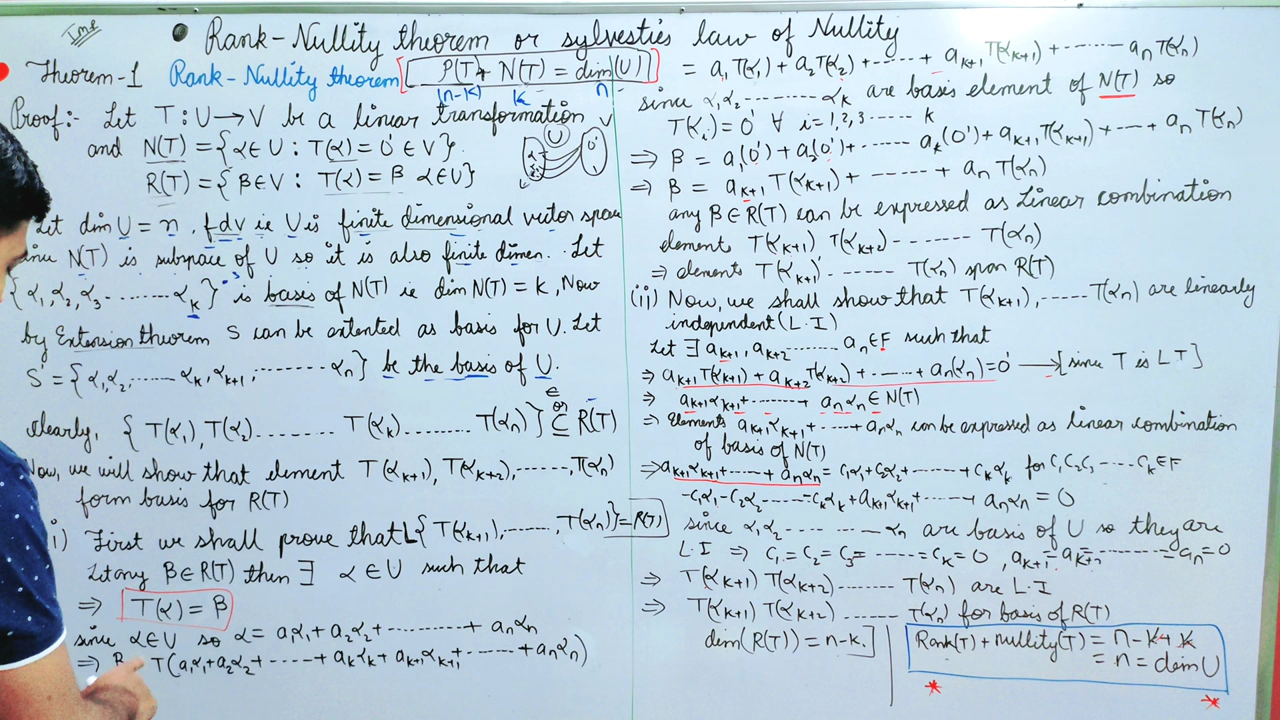 Imp
• Rank-Nullity theorem or sylvesties law of Nullity
Theorem-1 Rank-Nullity theorem [ρ(T)+ N(T) = dim(U)]
(n-k) k n
Proof:- Let T:U→V be a linear transformation
and N(T) = {α∈U : T(α)=0' ∈V}.
R(T) = {β∈V : T(α)=β α∈U}
Let dim U = n, fdv ie U is finite dimensional vector space
since N(T) is subspace of U so it is also finite dimen. Let
{α₁,α₂,α₃.......αₖ} is basis of N(T) ie dim N(T) = k, Now
by Extension theorem S can be extented as basis for U. Let
S' = {α₁,α₂,......αₖ,αₖ₊₁,........αₙ} be the basis of U.
clearly, {T(α₁),T(α₂)........T(αₖ)........T(αₙ)} ∈ or ⊆ R(T)
Now, we will show that element T(αₖ₊₁), T(αₖ₊₂),......,T(αₙ)
form basis for R(T)
i) First we shall prove that L{T(αₖ₊₁),......,T(αₙ)}=R(T)
Let any β∈R(T) then ∃ α∈U such that
⇒ T(α) = β
since α∈U so α= a₁α₁+a₂α₂+..........+ aₙαₙ
⇒ T(a₁α₁+a₂α₂+.....+aₖαₖ+aₖ₊₁αₖ₊₁+......+aₙαₙ)
= a₁T(α₁)+a₂T(α₂)+.....+ aₖ₊₁T(αₖ₊₁)+...... aₙT(αₙ)
since α₁,α₂.........αₖ are basis element of N(T) so
T(αᵢ)=0' ∀ i=1,2,3......k
⇒ β = a₁(0')+a₂(0')+...... aₖ(0')+aₖ₊₁T(αₖ₊₁)+---+ aₙT(αₙ)
⇒ β = aₖ₊₁T(αₖ₊₁)+......+ aₙT(αₙ)
any β∈R(T) can be expressed as Linear combination
elements T(αₖ₊₁) T(αₖ₊₂)........T(αₙ)
⇒ elements T(αₖ₊₁)......T(αₙ) span R(T)
(ii) Now, we shall show that T(αₖ₊₁),.....T(αₙ) are linearly
independent (L.I)
Let ∃ aₖ₊₁, aₖ₊₂........aₙ∈F such that
⇒ aₖ₊₁T(αₖ₊₁)+aₖ₊₂T(αₖ₊₂)+......+aₙ(αₙ)=0' → [since T is LT]
⇒ aₖ₊₁αₖ₊₁+........+ aₙαₙ ∈ N(T)
⇒ Elements aₖ₊₁αₖ₊₁+.....+aₙαₙ can be expressed as linear combination
of basis of N(T)
⇒ aₖ₊₁αₖ₊₁+.....+aₙαₙ = c₁α₁+c₂α₂+.......+cₖαₖ for c₁c₂c₃....cₖ∈F
-c₁α₁-c₂α₂......-cₖαₖ+aₖ₊₁αₖ₊₁+......+ aₙαₙ=0
since α₁α₂.........αₙ are basis of U so they are
L.I ⇒ c₁=c₂=c₃=.....=cₖ=0, aₖ₊₁=aₖ₊ₙ=........=aₙ=0
⇒ T(αₖ₊₁) T(αₖ₊₂)........T(αₙ) are L.I
⇒ T(αₖ₊₁) T(αₖ₊₂)......T(αₙ) for basis of R(T)
dem(R(T)) = n-k.]
Rank(T)+nullity(T) = n-k+k
= n = dem U